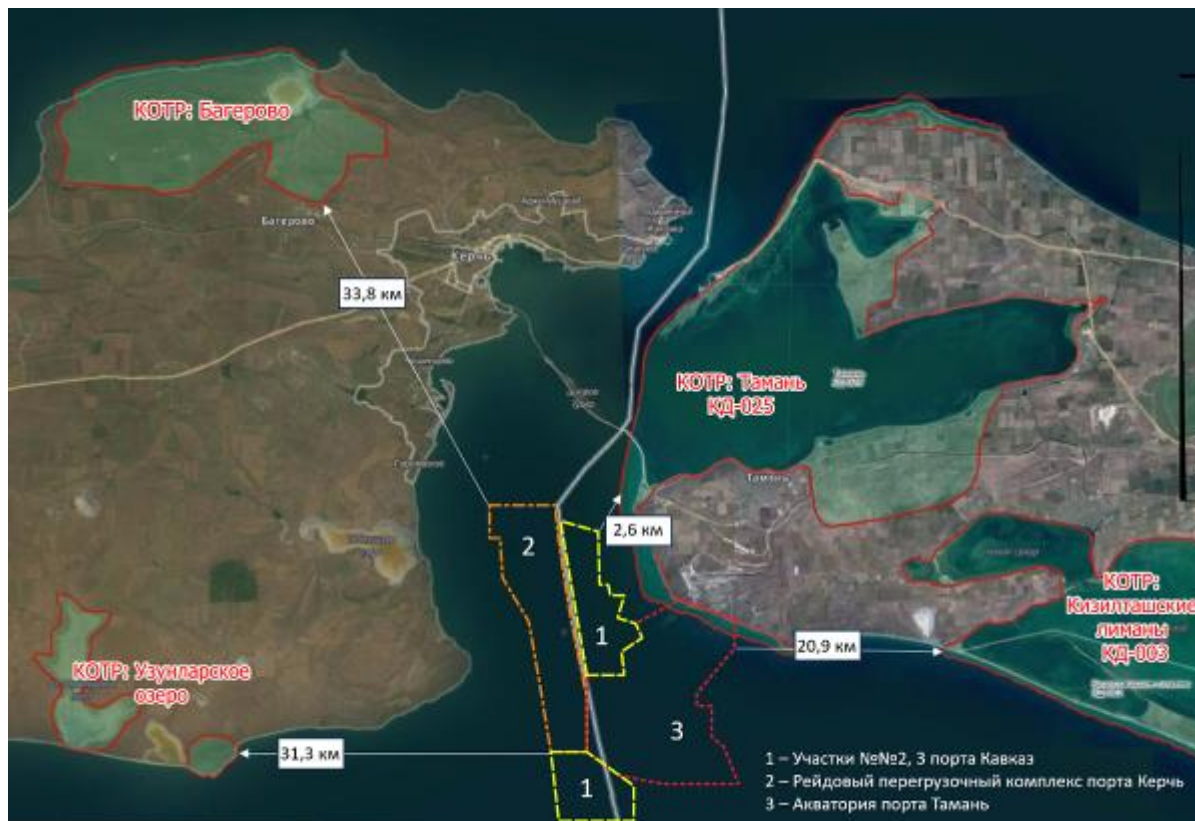 КОТР: Багерово
Багерово
Керчь
33,8 км
КОТР: Тамань
КД-025
Тамань
2
2,6 км
1
КОТР:
Кизилташские
лиманы
КД-003
20,9 км
КОТР: Узунларское
озеро
3
31,3 км
1
1 – Участки №№2, 3 порта Кавказ
2 – Рейдовый перегрузочный комплекс порта Керчь
3 – Акватория порта Тамань